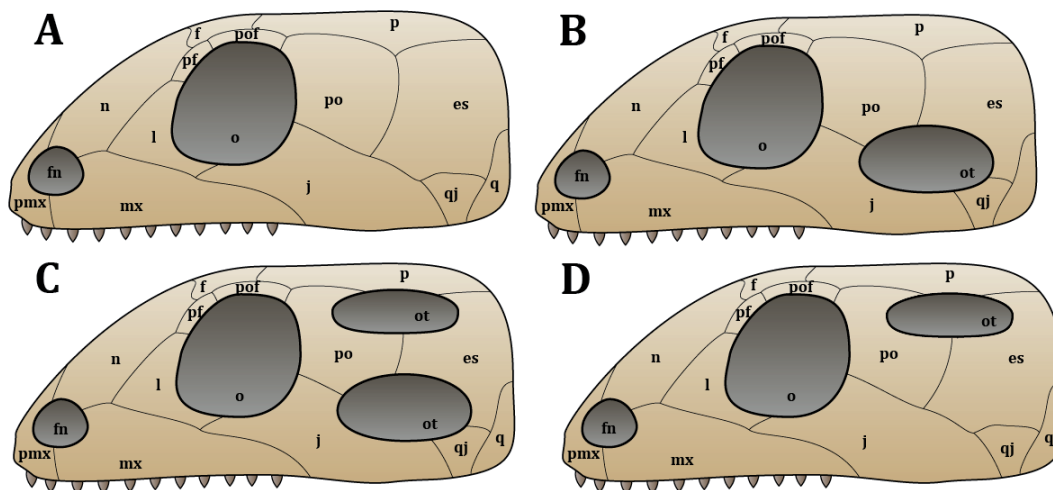 A
f
p
pof
pf
n
po
es
l
o
fn
j
qj
q
pmx
mx
B
f
p
pof
pf
n
po
es
l
o
ot
fn
j
qj
pmx
mx
C
f
p
pof
pf
ot
n
po
es
l
o
ot
fn
j
qj
q
pmx
mx
D
f
p
pof
pf
ot
n
po
es
l
o
fn
j
qj
q
pmx
mx